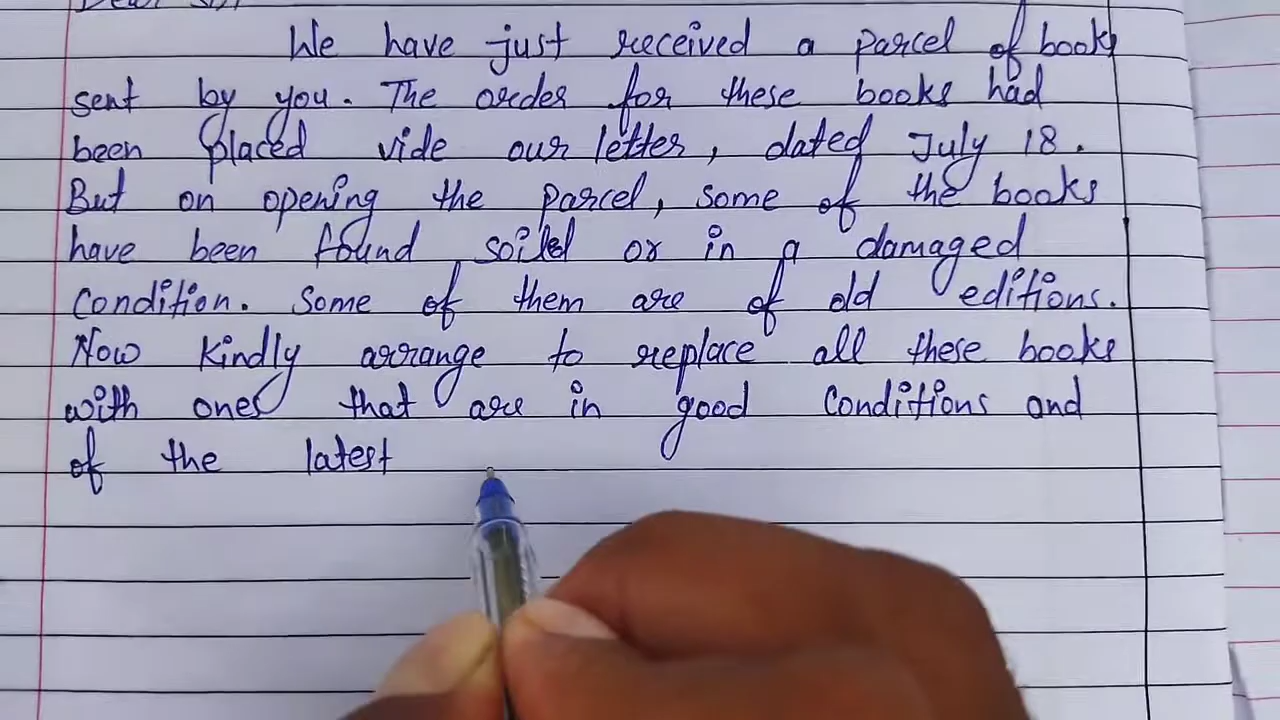 Dear Sir,
We have just received a parcel of books
sent by you. The order for these books had
been placed vide our letter, dated July 18.
But on opening the parcel, some of the books
have been found soiled or in a damaged
condition. Some of them are of old editions.
Now kindly arrange to replace all these books
with ones that are in good conditions and
of the latest